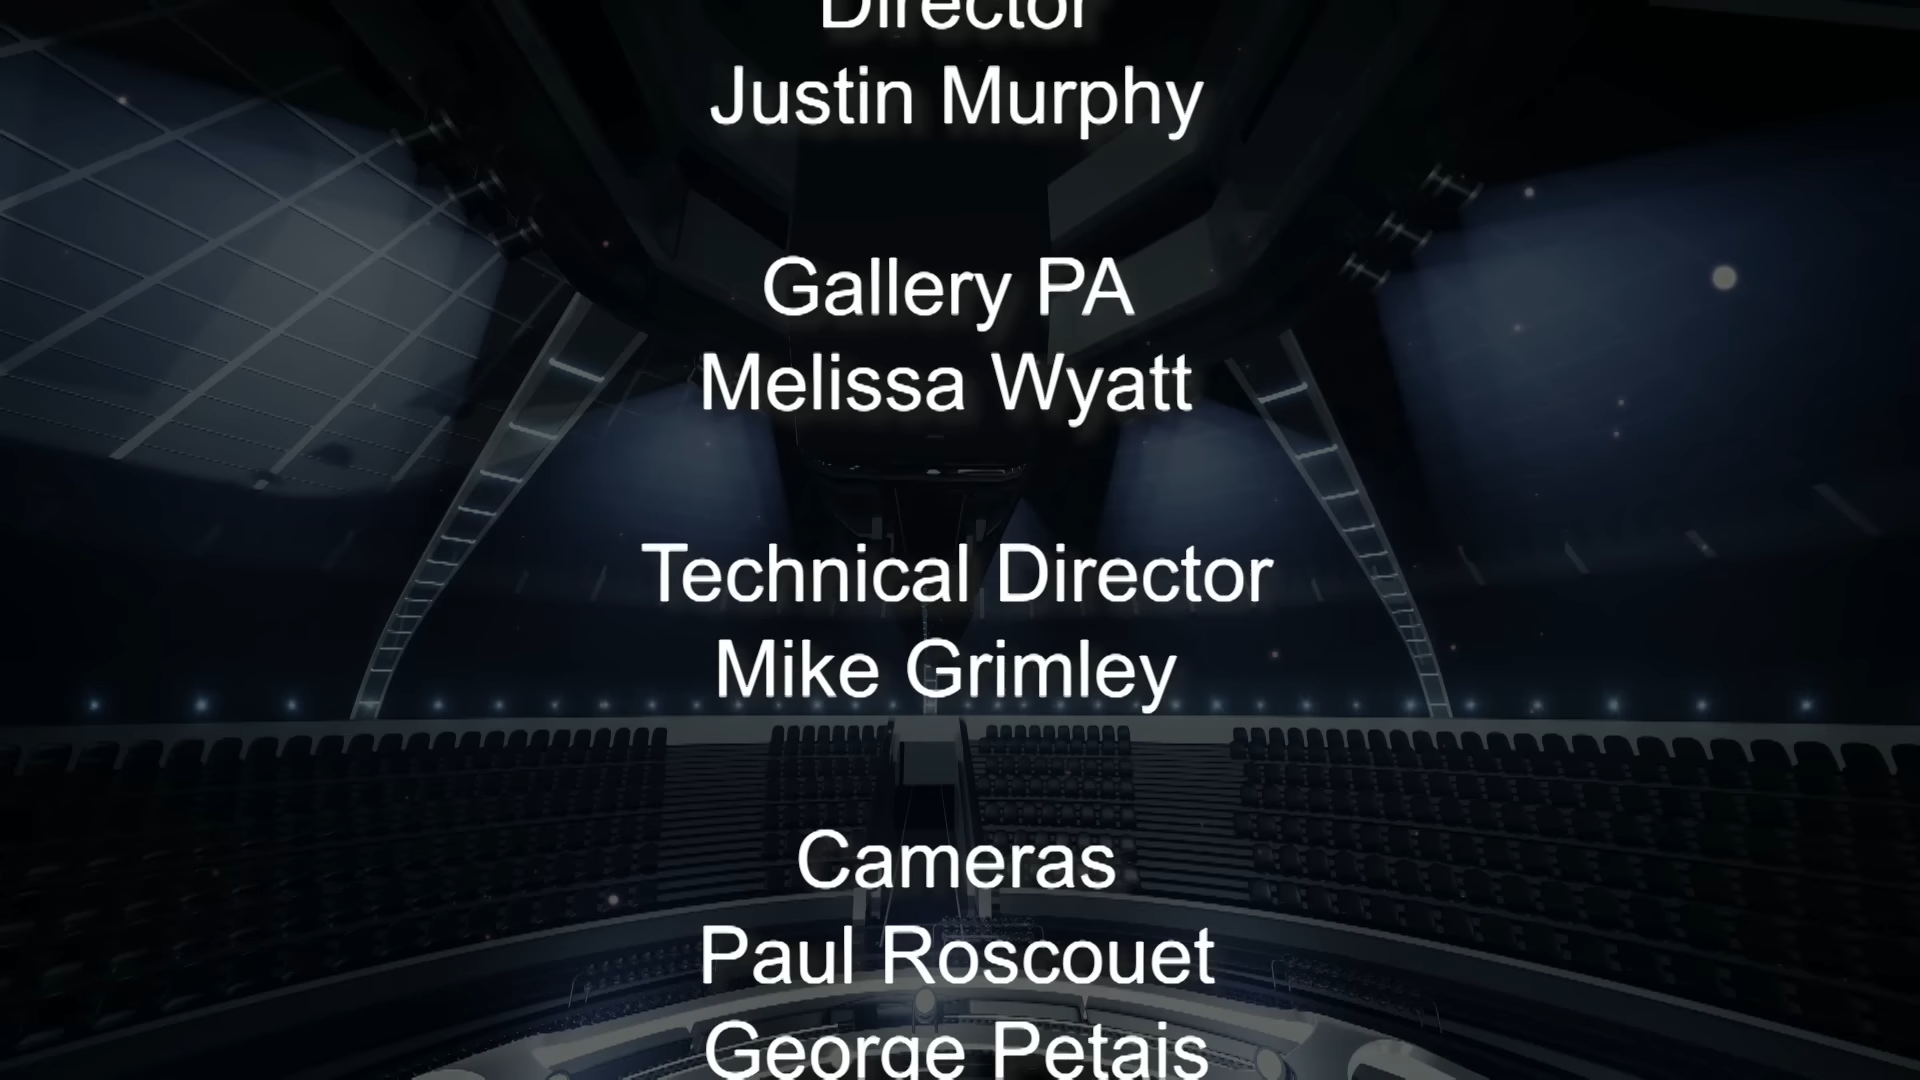 Director
Justin Murphy
Gallery PA
Melissa Wyatt
Technical Director
Mike Grimley
Cameras
Paul Roscouet
George Petais